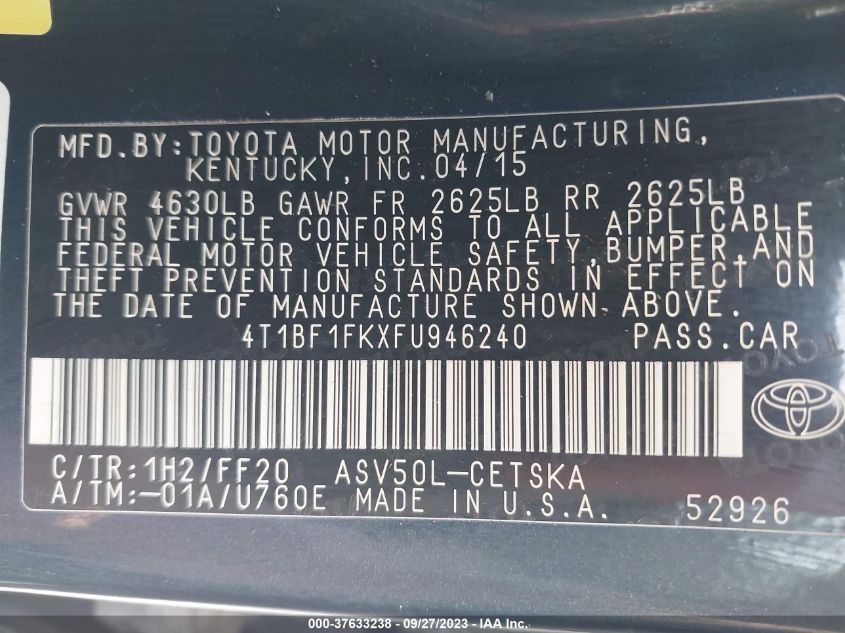 MFD.BY:TOYOTA MOTOR MANUFACTURING,
KENTUCKY,INC.04/15
GVWR 4630LB GAWR FR 2625LB RR 2625LB
THIS VEHICLE CONFORMS TO ALL APPLICABLE
FEDERAL MOTOR VEHICLE SAFETY,BUMPER,AND
THEFT PREVENTION STANDARDS IN EFFECT ON
THE DATE OF MANUFACTURE SHOWN ABOVE.
4T1BF1FKXFU946240 PASS.CAR
C/TR:1H2/FF20 ASV50L-CETSKA
A/TM:-01A/U760E MADE IN U.S.A. 52926
000-37633238 - 09/27/2023 - IAA Inc.